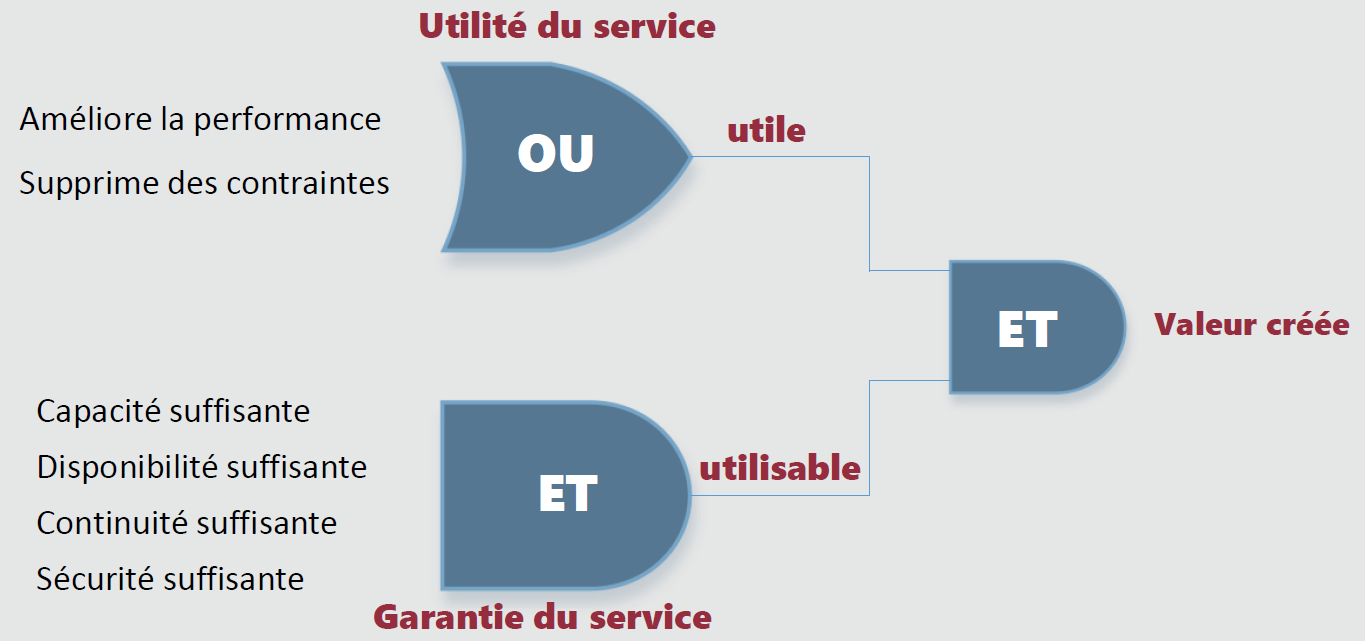 Utilité du service
Améliore la performance
Supprime des contraintes
OU
utile
ET
Valeur créée
Capacité suffisante
Disponibilité suffisante
Continuité suffisante
Sécurité suffisante
ET
utilisable
Garantie du service